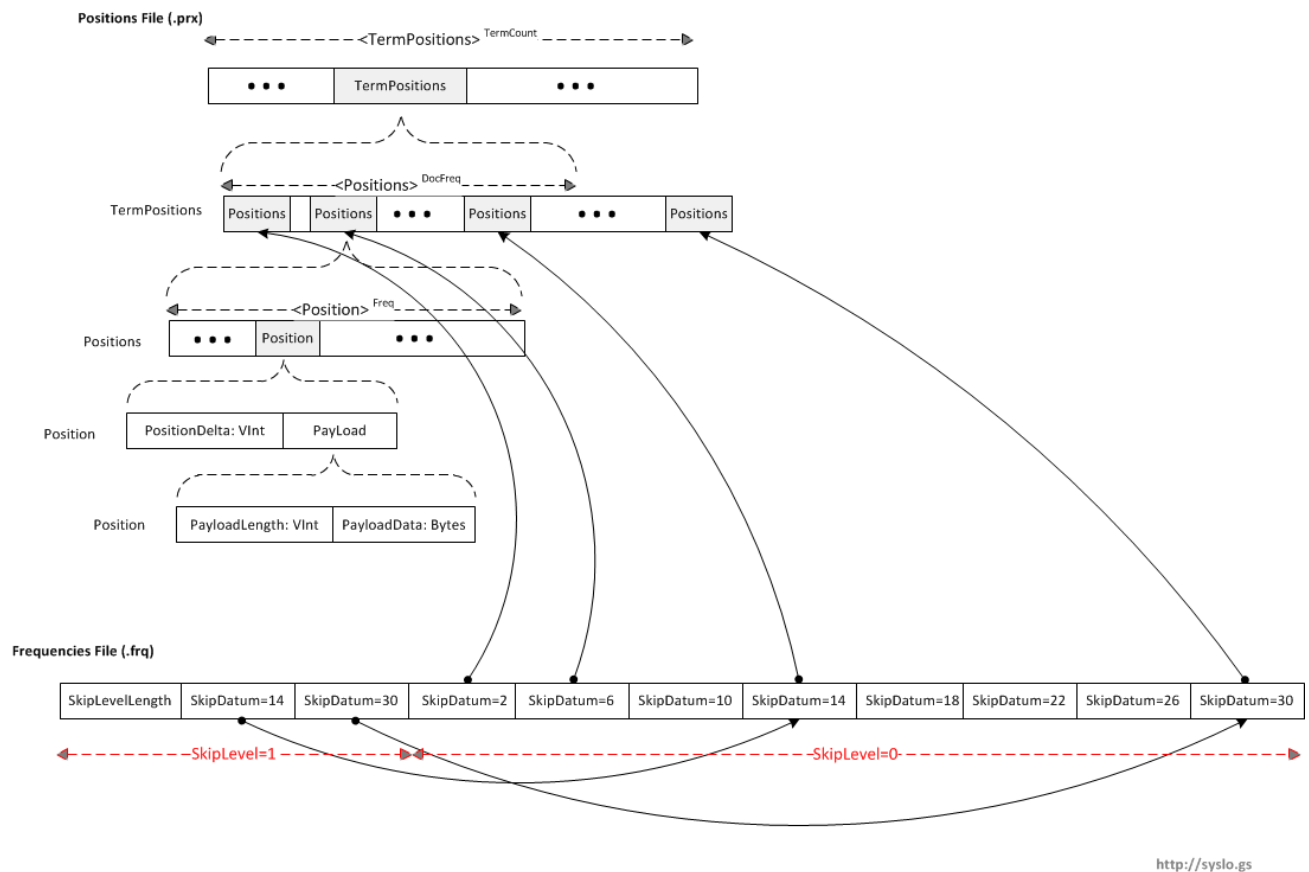 Positions File (.prx)
<TermPositions> TermCount
••• TermPositions •••
<Positions> DocFreq
TermPositions Positions Positions ••• Positions ••• Positions
<Position> Freq
Positions ••• Position •••
Position PositionDelta: VInt PayLoad
Position PayloadLength: VInt PayloadData: Bytes
Frequencies File (.frq)
SkipLevelLength SkipDatum=14 SkipDatum=30 SkipDatum=2 SkipDatum=6 SkipDatum=10 SkipDatum=14 SkipDatum=18 SkipDatum=22 SkipDatum=26 SkipDatum=30
SkipLevel=1 SkipLevel=0
http://syslo.gs